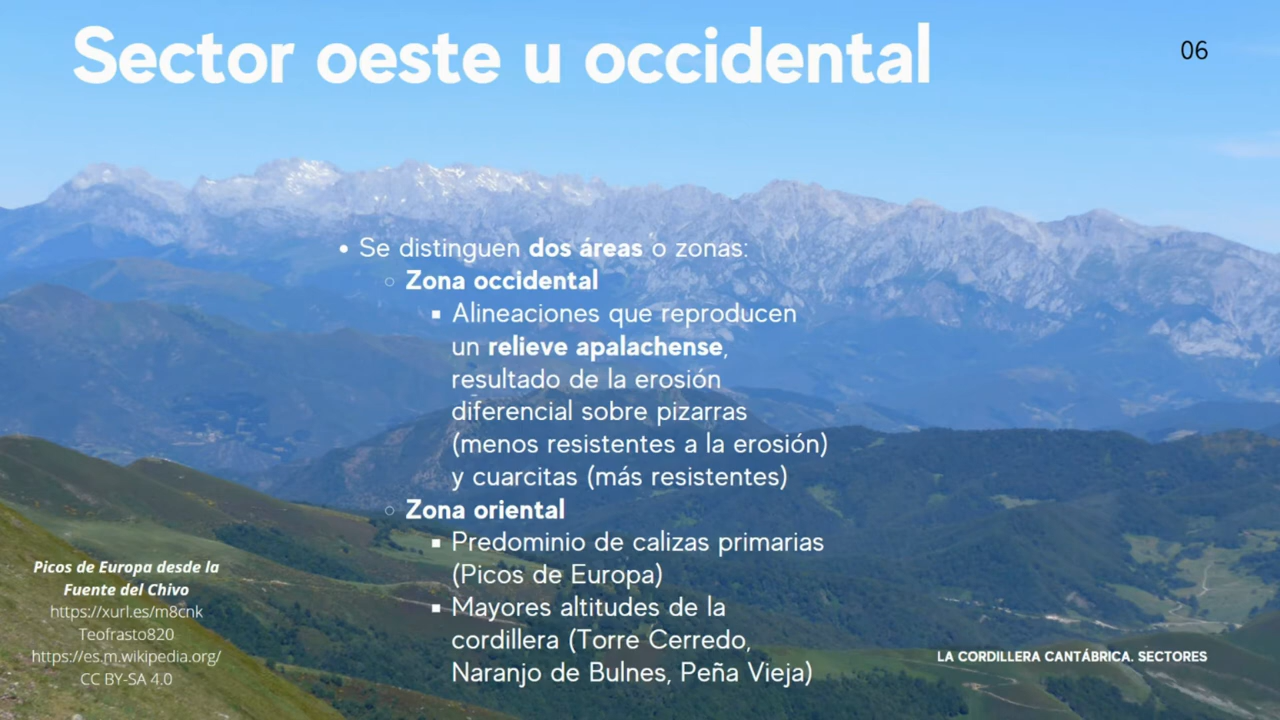 Sector oeste u occidental
06
• Se distinguen dos áreas o zonas:
○ Zona occidental
▪ Alineaciones que reproducen
un relieve apalachense,
resultado de la erosión
diferencial sobre pizarras
(menos resistentes a la erosión)
y cuarcitas (más resistentes)
○ Zona oriental
▪ Predominio de calizas primarias
(Picos de Europa)
▪ Mayores altitudes de la
cordillera (Torre Cerredo,
Naranjo de Bulnes, Peña Vieja)
Picos de Europa desde la
Fuente del Chivo
https://xurl.es/m8cnk
Teofrasto820
https://es.m.wikipedia.org/
CC BY-SA 4.0
LA CORDILLERA CANTÁBRICA. SECTORES